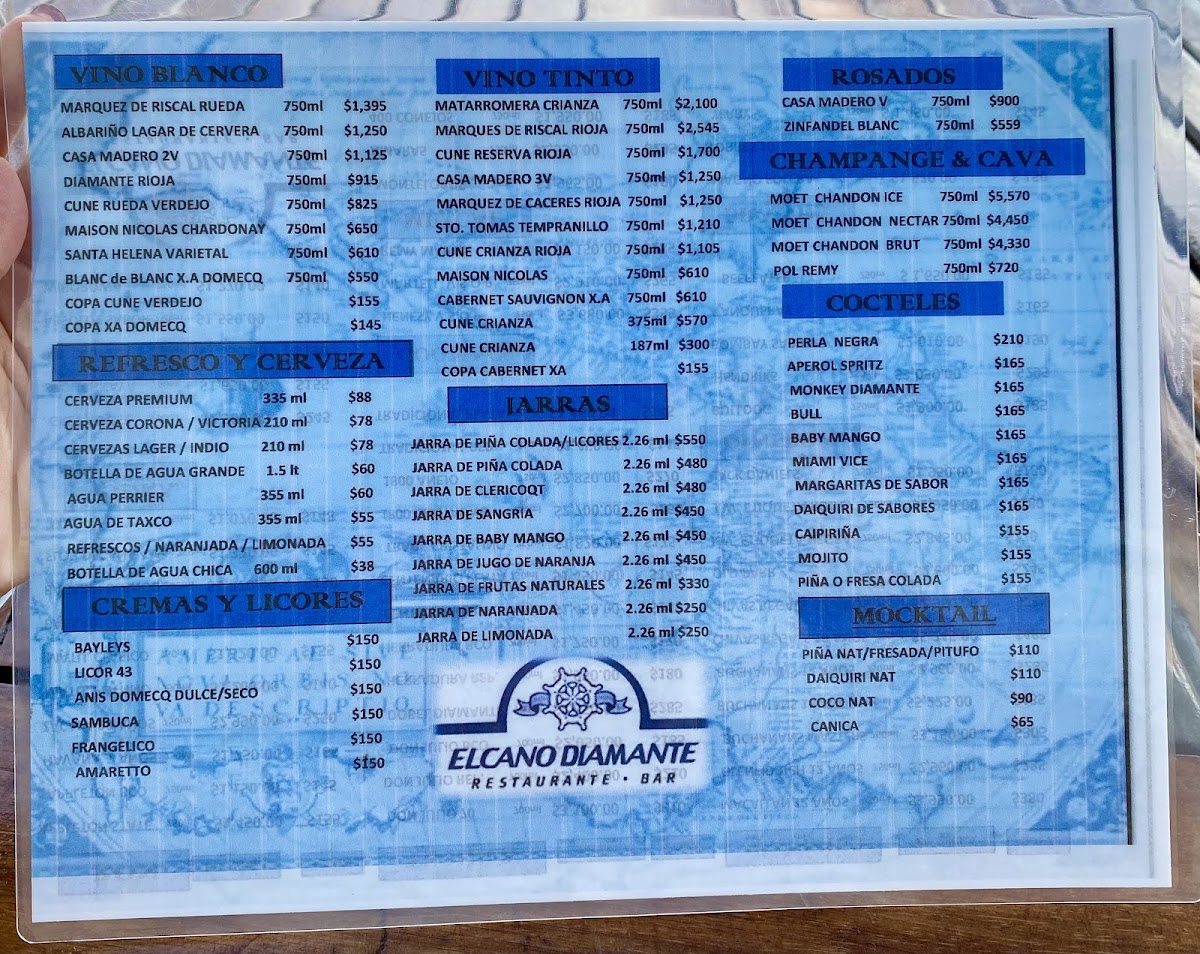 VINO BLANCO
MARQUEZ DE RISCAL RUEDA 750ml $1,395
ALBARIÑO LAGAR DE CERVERA 750ml $1,250
CASA MADERO 2V 750ml $1,125
DIAMANTE RIOJA 750ml $915
CUNE RUEDA VERDEJO 750ml $825
MAISON NICOLAS CHARDONAY 750ml $650
SANTA HELENA VARIETAL 750ml $610
BLANC de BLANC X.A DOMECQ 750ml $550
COPA CUNE VERDEJO $155
COPA XA DOMECQ $145
REFRESCO Y CERVEZA
CERVEZA PREMIUM 335 ml $88
CERVEZA CORONA / VICTORIA 210 ml $78
CERVEZAS LAGER / INDIO 210 ml $78
BOTELLA DE AGUA GRANDE 1.5 lt $60
AGUA PERRIER 355 ml $60
AGUA DE TAXCO 355 ml $55
REFRESCOS / NARANJADA / LIMONADA $55
BOTELLA DE AGUA CHICA 600 ml $38
CREMAS Y LICORES
BAYLEYS $150
LICOR 43 $150
ANIS DOMECQ DULCE/SECO $150
SAMBUCA $150
FRANGELICO $150
AMARETTO $150
VINO TINTO
MATARROMERA CRIANZA 750ml $2,100
MARQUES DE RISCAL RIOJA 750ml $2,545
CUNE RESERVA RIOJA 750ml $1,700
CASA MADERO 3V 750ml $1,250
MARQUEZ DE CACERES RIOJA 750ml $1,250
STO. TOMAS TEMPRANILLO 750ml $1,210
CUNE CRIANZA RIOJA 750ml $1,105
MAISON NICOLAS 750ml $610
CABERNET SAUVIGNON X.A 750ml $610
CUNE CRIANZA 375ml $570
CUNE CRIANZA 187ml $300
COPA CABERNET XA $155
JARRAS
JARRA DE PIÑA COLADA/LICORES 2.26 ml $550
JARRA DE PIÑA COLADA 2.26 ml $480
JARRA DE CLERICOQT 2.26 ml $480
JARRA DE SANGRIA 2.26 ml $450
JARRA DE BABY MANGO 2.26 ml $450
JARRA DE JUGO DE NARANJA 2.26 ml $450
JARRA DE FRUTAS NATURALES 2.26 ml $330
JARRA DE NARANJADA 2.26 ml $250
JARRA DE LIMONADA 2.26 ml $250
ELCANO DIAMANTE
RESTAURANTE • BAR
ROSADOS
CASA MADERO V 750ml $900
ZINFANDEL BLANC 750ml $559
CHAMPANGE & CAVA
MOET CHANDON ICE 750ml $5,570
MOET CHANDON NECTAR 750ml $4,450
MOET CHANDON BRUT 750ml $4,330
POL REMY 750ml $720
COCTELES
PERLA NEGRA $210
APEROL SPRITZ $165
MONKEY DIAMANTE $165
BULL $165
BABY MANGO $165
MIAMI VICE $165
MARGARITAS DE SABOR $165
DAIQUIRI DE SABORES $165
CAIPIRIÑA $155
MOJITO $155
PIÑA O FRESA COLADA $155
MOCKTAIL
PIÑA NAT/FRESADA/PITUFO $110
DAIQUIRI NAT $110
COCO NAT $90
CANICA $65